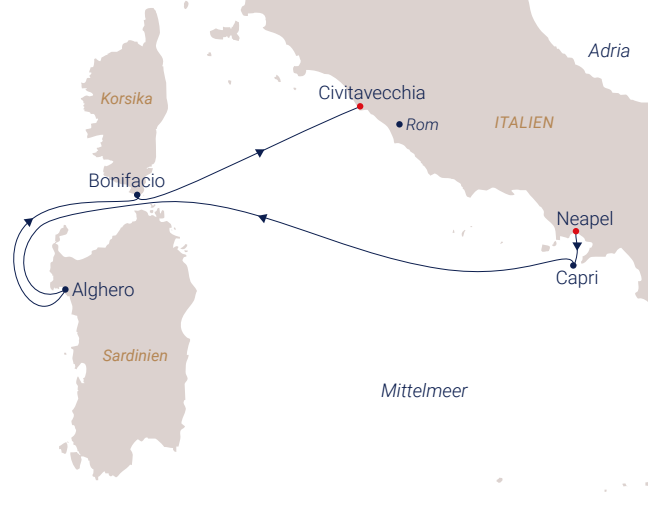 Adria
Civitavecchia
Korsika
Rom
ITALIEN
Bonifacio
Neapel
Capri
Alghero
Sardinien
Mittelmeer